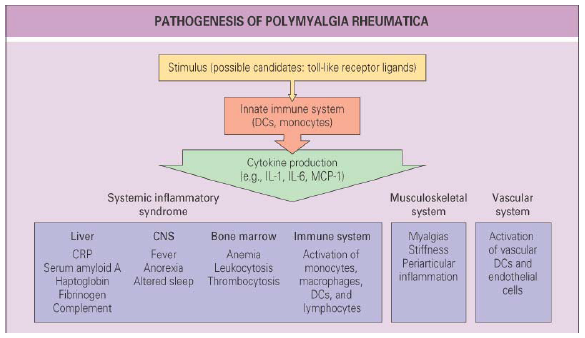 PATHOGENESIS OF POLYMYALGIA RHEUMATICA
Stimulus (possible candidates: toll-like receptor ligands)
Innate immune system
(DCs, monocytes)
Cytokine production
(e.g., IL-1, IL-6, MCP-1)
Systemic inflammatory
syndrome
Musculoskeletal
system
Vascular
system
Liver
CRP
Serum amyloid A
Haptoglobin
Fibrinogen
Complement
CNS
Fever
Anorexia
Altered sleep
Bone marrow
Anemia
Leukocytosis
Thrombocytosis
Immune system
Activation of
monocytes,
macrophages,
DCs, and
lymphocytes
Myalgias
Stiffness
Periarticular
inflammation
Activation
of vascular
DCs and
endothelial
cells